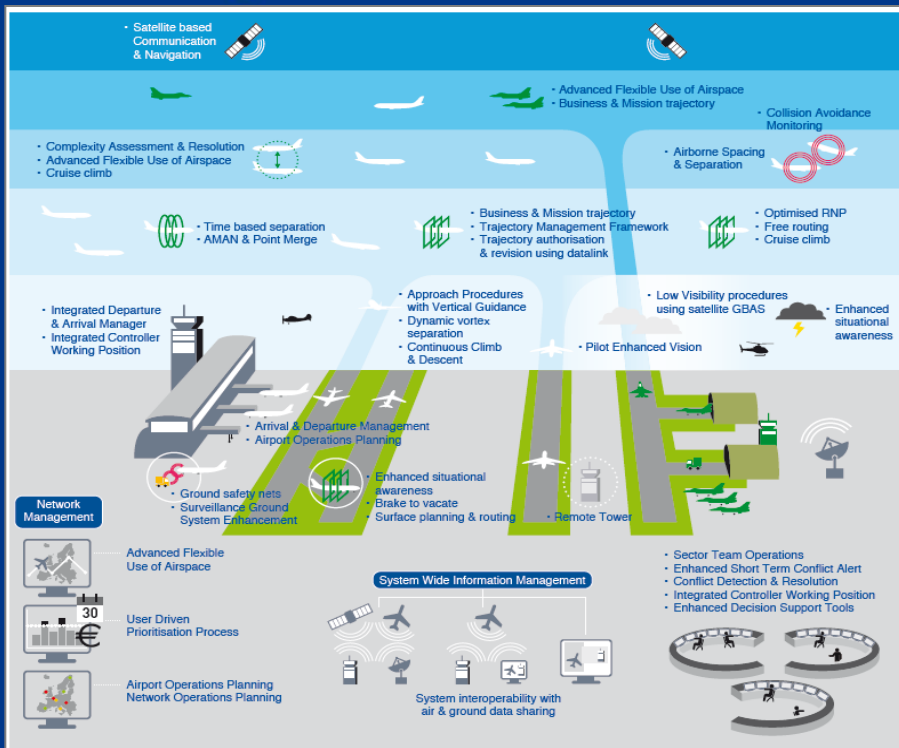 • Satellite based
Communication
& Navigation
• Advanced Flexible Use of Airspace
• Business & Mission trajectory
• Collision Avoidance
Monitoring
• Complexity Assessment & Resolution
• Advanced Flexible Use of Airspace
• Cruise climb
• Airborne Spacing
& Separation
• Time based separation
• AMAN & Point Merge
• Business & Mission trajectory
• Trajectory Management Framework
• Trajectory authorisation
& revision using datalink
• Optimised RNP
• Free routing
• Cruise climb
• Integrated Departure
& Arrival Manager
• Integrated Controller
Working Position
• Approach Procedures
with Vertical Guidance
• Dynamic vortex
separation
• Continuous Climb
& Descent
• Low Visibility procedures
using satellite GBAS
• Enhanced
situational
awareness
• Pilot Enhanced Vision
• Arrival & Departure Management
• Airport Operations Planning
• Ground safety nets
• Surveillance Ground
System Enhancement
• Enhanced situational
awareness
• Brake to vacate
• Surface planning & routing
• Remote Tower
Network
Management
Advanced Flexible
Use of Airspace
30
€
User Driven
Prioritisation Process
Airport Operations Planning
Network Operations Planning
System Wide Information Management
System interoperability with
air & ground data sharing
• Sector Team Operations
• Enhanced Short Term Conflict Alert
• Conflict Detection & Resolution
• Integrated Controller Working Position
• Enhanced Decision Support Tools